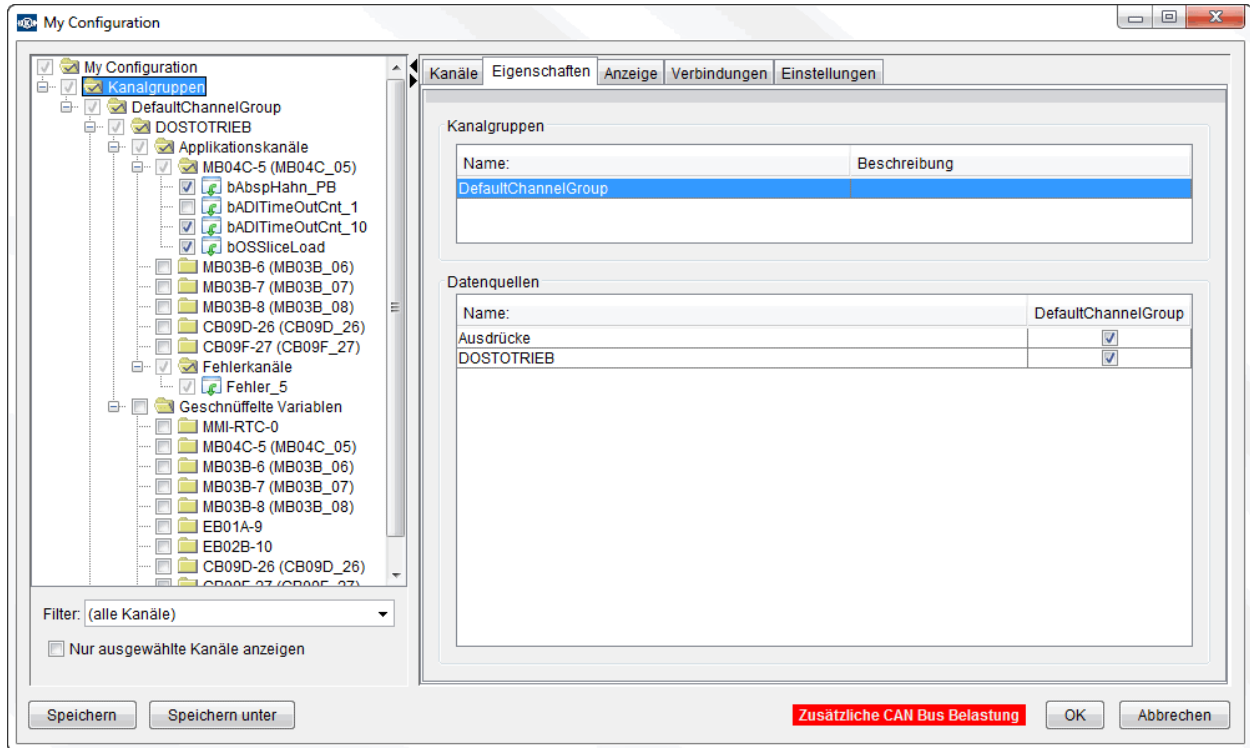 My Configuration
My Configuration
Kanalgruppen
DefaultChannelGroup
DOSTOTRIEB
Applikationskanäle
MB04C-5 (MB04C_05)
bAbspHahn_PB
bADITimeOutCnt_1
bADITimeOutCnt_10
bOSSliceLoad
MB03B-6 (MB03B_06)
MB03B-7 (MB03B_07)
MB03B-8 (MB03B_08)
CB09D-26 (CB09D_26)
CB09F-27 (CB09F_27)
Fehlerkanäle
Fehler_5
Geschnüffelte Variablen
MMI-RTC-0
MB04C-5 (MB04C_05)
MB03B-6 (MB03B_06)
MB03B-7 (MB03B_07)
MB03B-8 (MB03B_08)
EB01A-9
EB02B-10
CB09D-26 (CB09D_26)
CB09F-27 (CB09F_27)
Filter: (alle Kanäle)
Nur ausgewählte Kanäle anzeigen
Kanäle Eigenschaften Anzeige Verbindungen Einstellungen
Kanalgruppen
Name: Beschreibung
DefaultChannelGroup
Datenquellen
Name: DefaultChannelGroup
Ausdrücke
DOSTOTRIEB
Speichern Speichern unter Zusätzliche CAN Bus Belastung OK Abbrechen